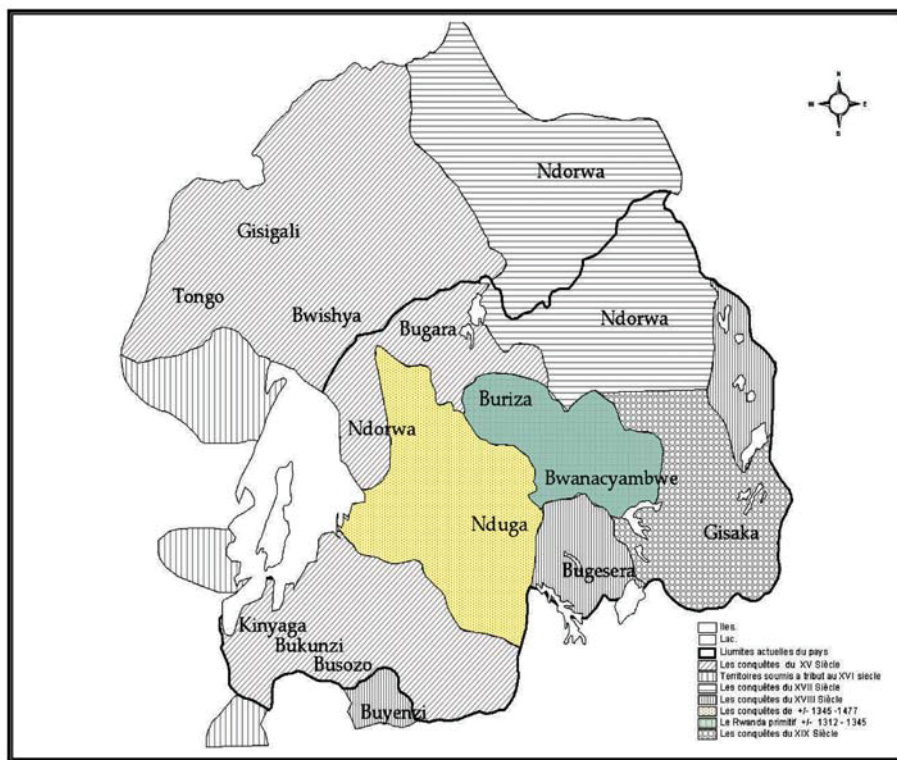 N
W E
S
Ndorwa
Gisigali
Tongo
Bwishya
Ndorwa
Bugara
Buriza
Ndorwa
Bwanacyambwe
Nduga
Gisaka
Bugesera
Kinyaga
Bukunzi
Busozo
Buyenzi
Iles.
Lac.
Liumites actuelles du pays
Les conquêtes du XV Siècle
Territoires soumis a tribut au XVI siecle
Les conquêtes du XVII Siècle
Les conquêtes du XVIII Siècle
Les conquêtes de +/- 1345 -1477
Le Rwanda primitif +/- 1312 - 1345
Les conquêtes du XIX Siècle